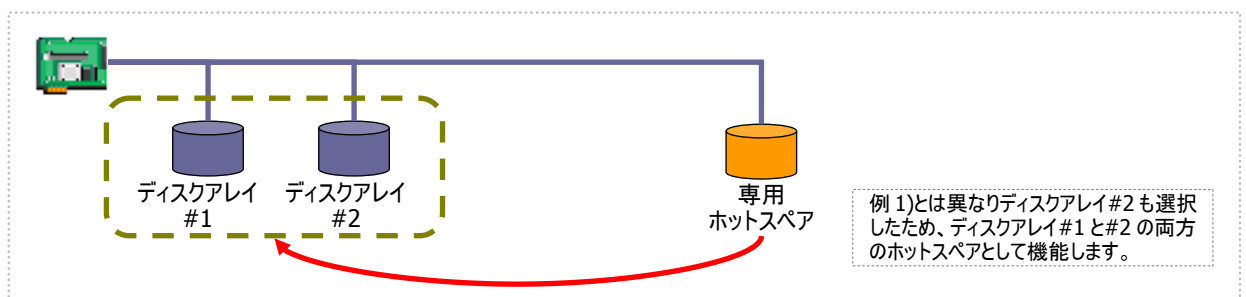 ディスクアレイ
#1
ディスクアレイ
#2
専用
ホットスペア
例 1)とは異なりディスクアレイ#2 も選択
したため、ディスクアレイ#1 と#2 の両方
のホットスペアとして機能します。